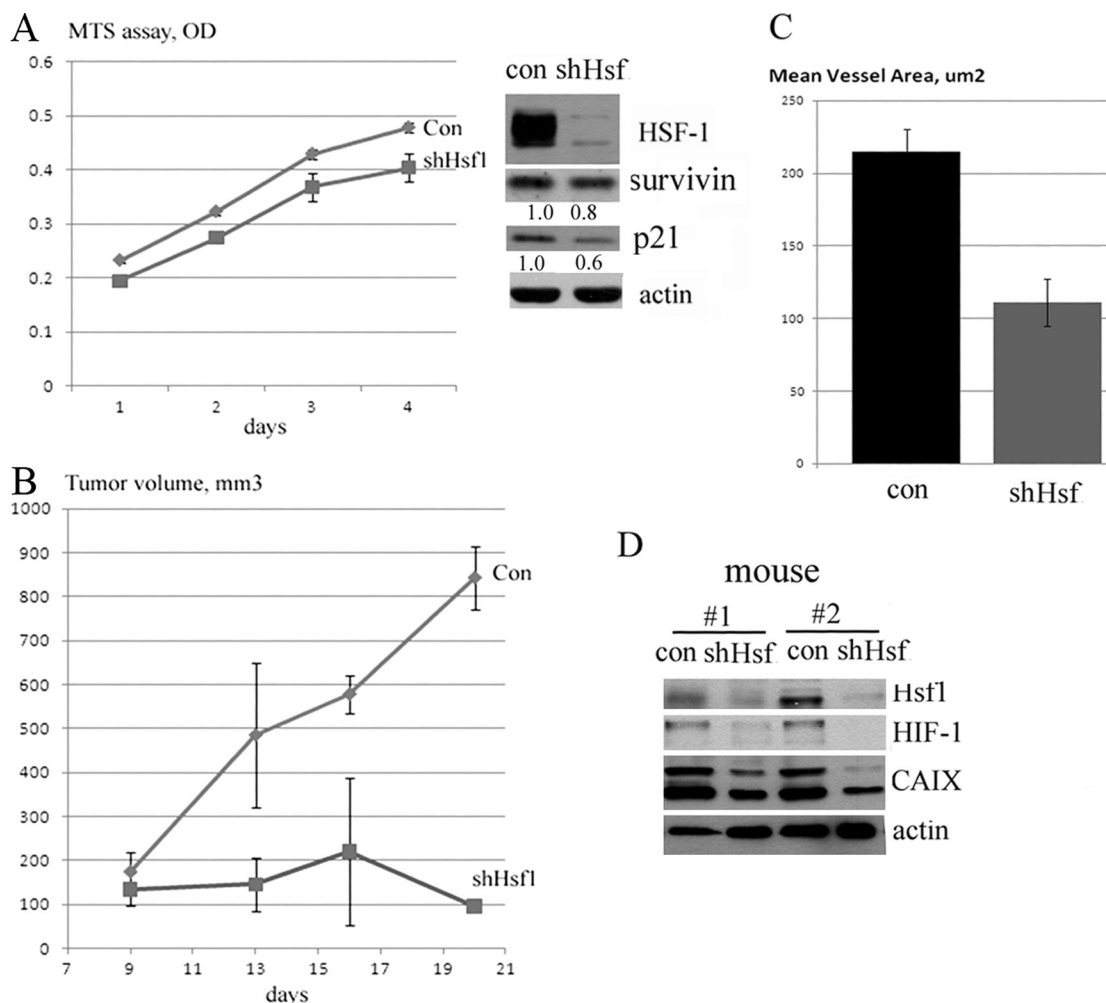 A
MTS assay, OD
0.6
0.5
0.4
0.3
0.2
0.1
0
1 2 3 4
days
Con
shHsf1
con shHsf
HSF-1
survivin
1.0 0.8
p21
1.0 0.6
actin
B
Tumor volume, mm3
1000
900
800
700
600
500
400
300
200
100
0
7 9 11 13 15 17 19 21
days
Con
shHsf1
C
Mean Vessel Area, um2
250
200
150
100
50
0
con shHsf
D
mouse
#1 #2
con shHsf con shHsf
Hsf1
HIF-1
CAIX
actin